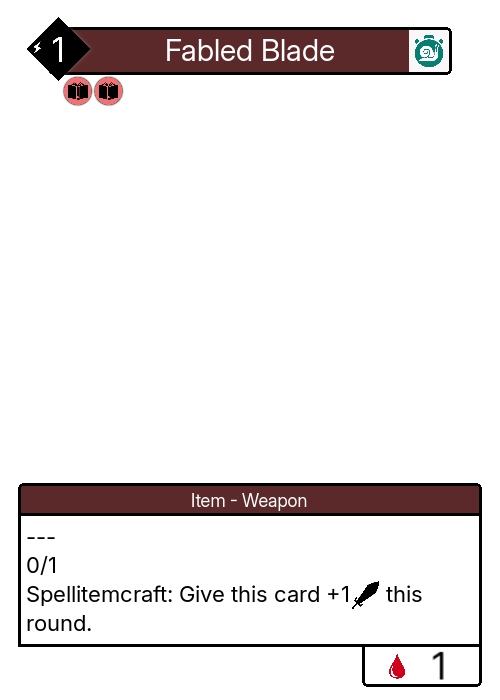 1 Fabled Blade
Item - Weapon
---
0/1
Spellitemcraft: Give this card +1 this
round.
1